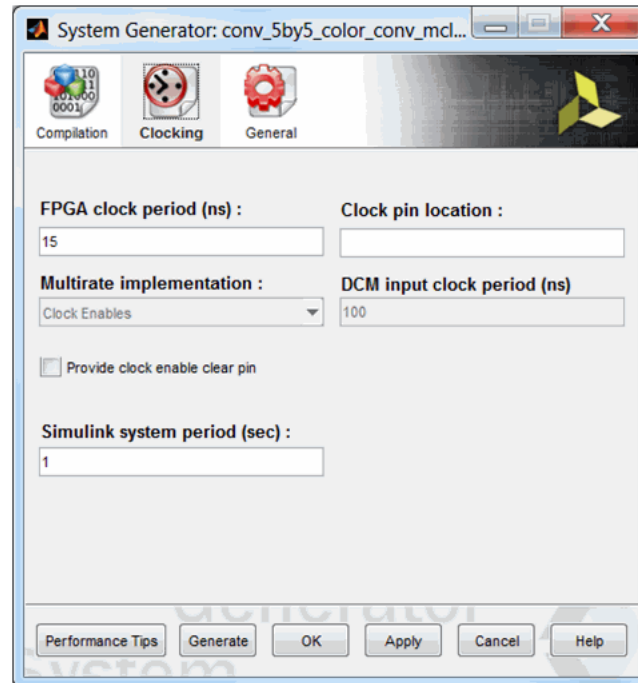 System Generator: conv_5by5_color_conv_mcl...
Compilation Clocking General
FPGA clock period (ns) : Clock pin location :
15
Multirate implementation : DCM input clock period (ns)
Clock Enables 100
Provide clock enable clear pin
Simulink system period (sec) :
1
Generator
Performance Tips Generate OK Apply Cancel Help
System